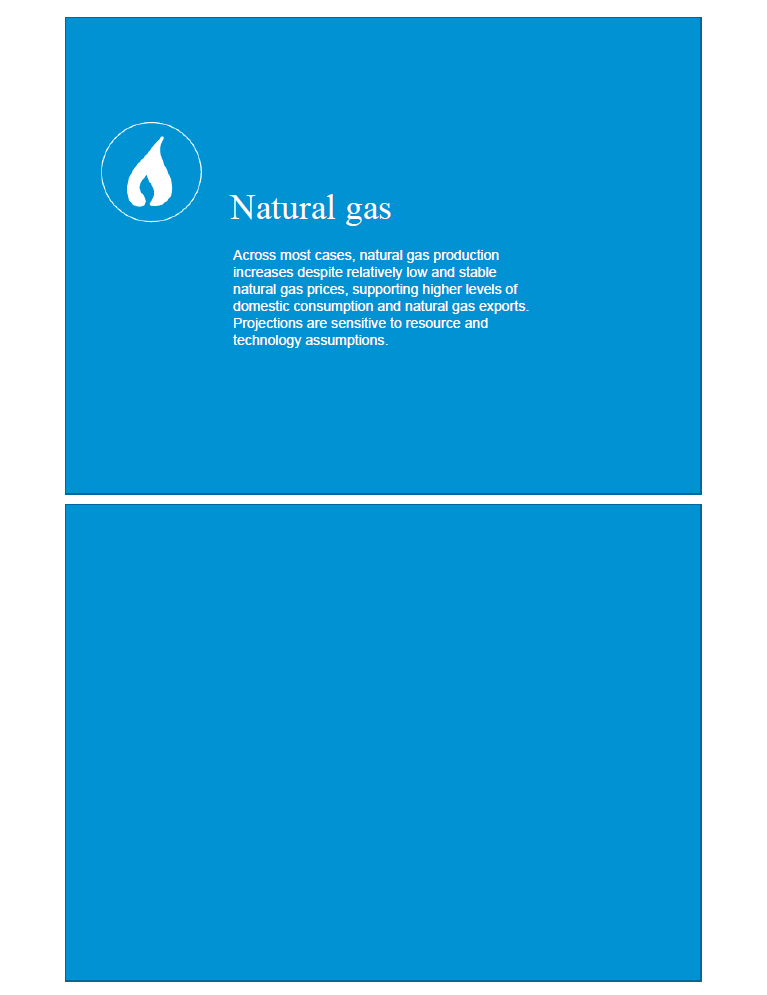 Natural gas
Across most cases, natural gas production
increases despite relatively low and stable
natural gas prices, supporting higher levels of
domestic consumption and natural gas exports.
Projections are sensitive to resource and
technology assumptions.